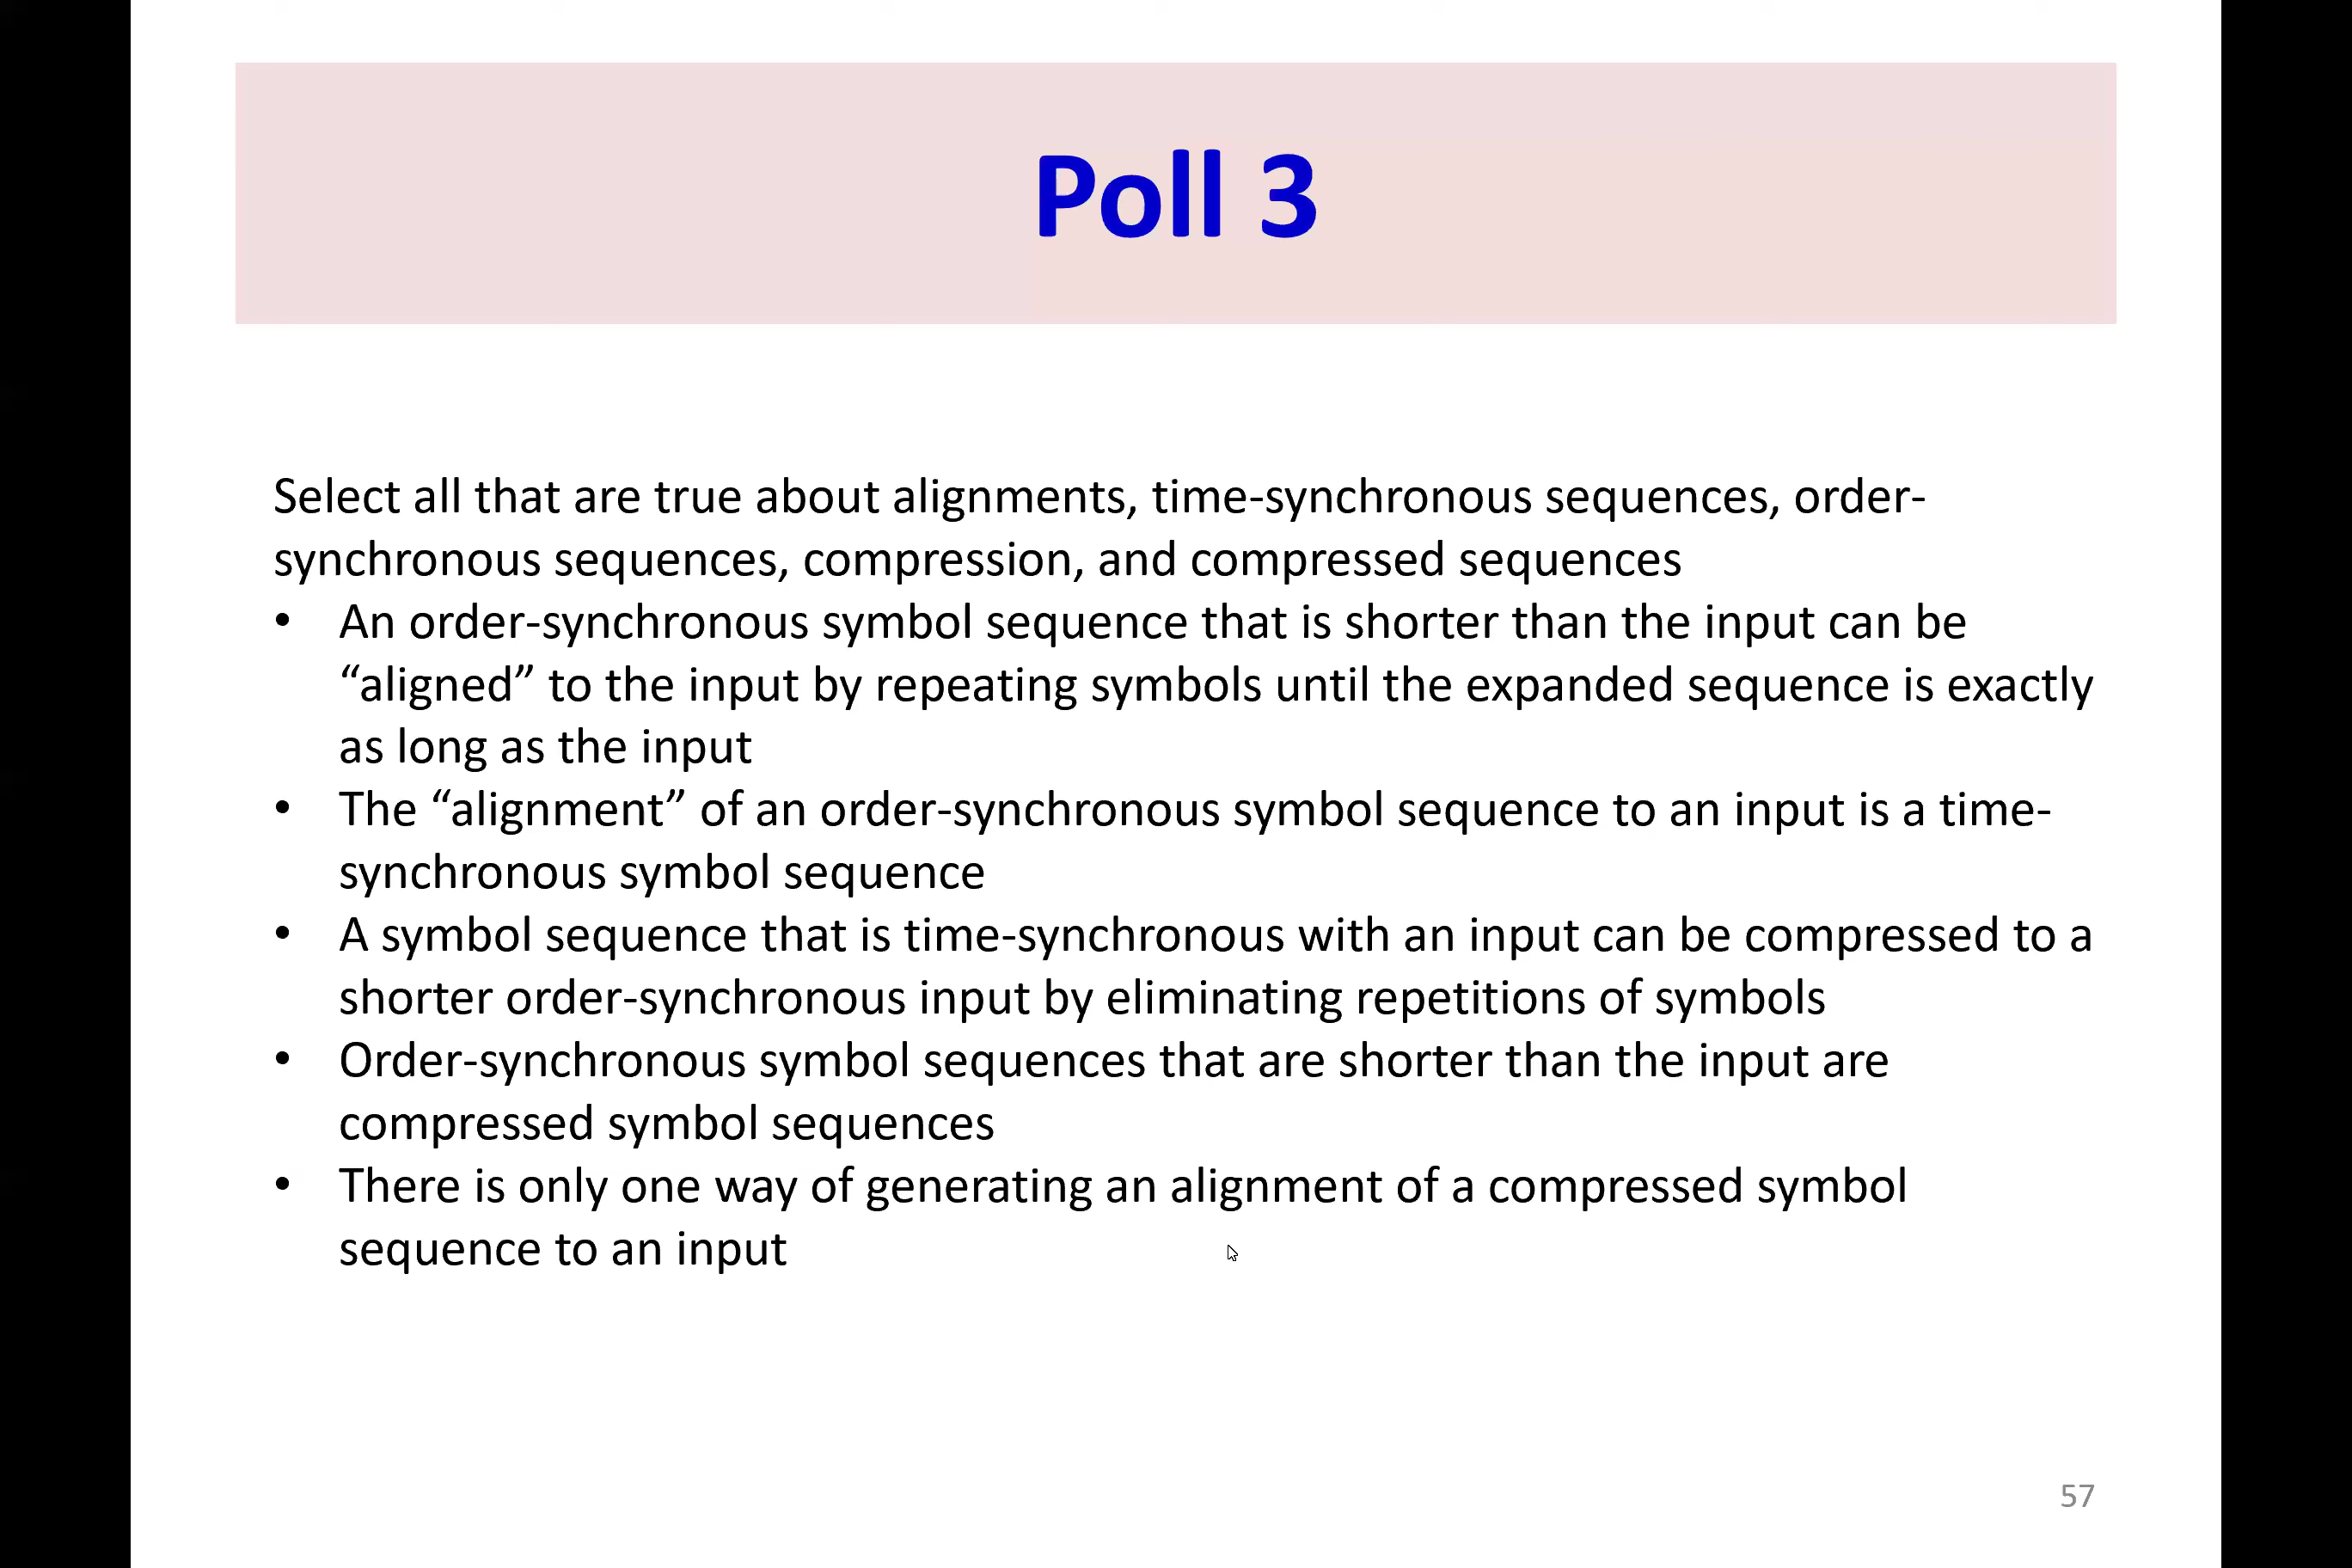 Poll 3
Select all that are true about alignments, time-synchronous sequences, order-
synchronous sequences, compression, and compressed sequences
• An order-synchronous symbol sequence that is shorter than the input can be
“aligned” to the input by repeating symbols until the expanded sequence is exactly
as long as the input
• The “alignment” of an order-synchronous symbol sequence to an input is a time-
synchronous symbol sequence
• A symbol sequence that is time-synchronous with an input can be compressed to a
shorter order-synchronous input by eliminating repetitions of symbols
• Order-synchronous symbol sequences that are shorter than the input are
compressed symbol sequences
• There is only one way of generating an alignment of a compressed symbol
sequence to an input
57